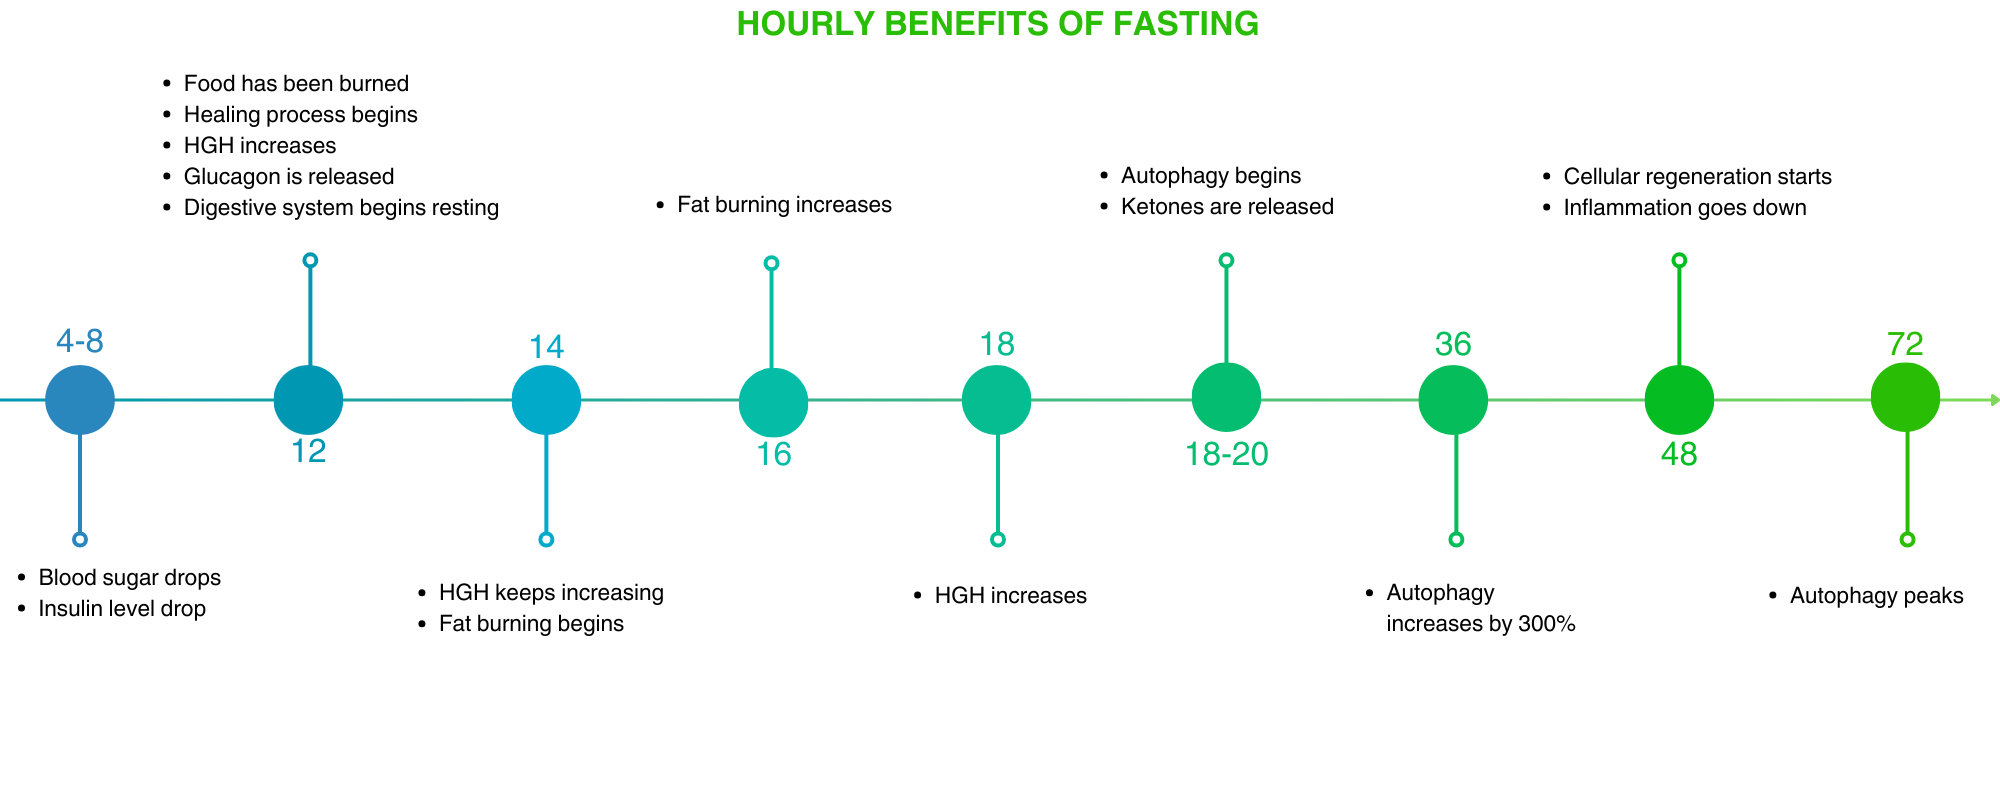 HOURLY BENEFITS OF FASTING
4-8
• Blood sugar drops
• Insulin level drop
• Food has been burned
• Healing process begins
• HGH increases
• Glucagon is released
• Digestive system begins resting
12
14
• HGH keeps increasing
• Fat burning begins
• Fat burning increases
16
18
• HGH increases
• Autophagy begins
• Ketones are released
18-20
36
• Autophagy
increases by 300%
• Cellular regeneration starts
• Inflammation goes down
48
72
• Autophagy peaks